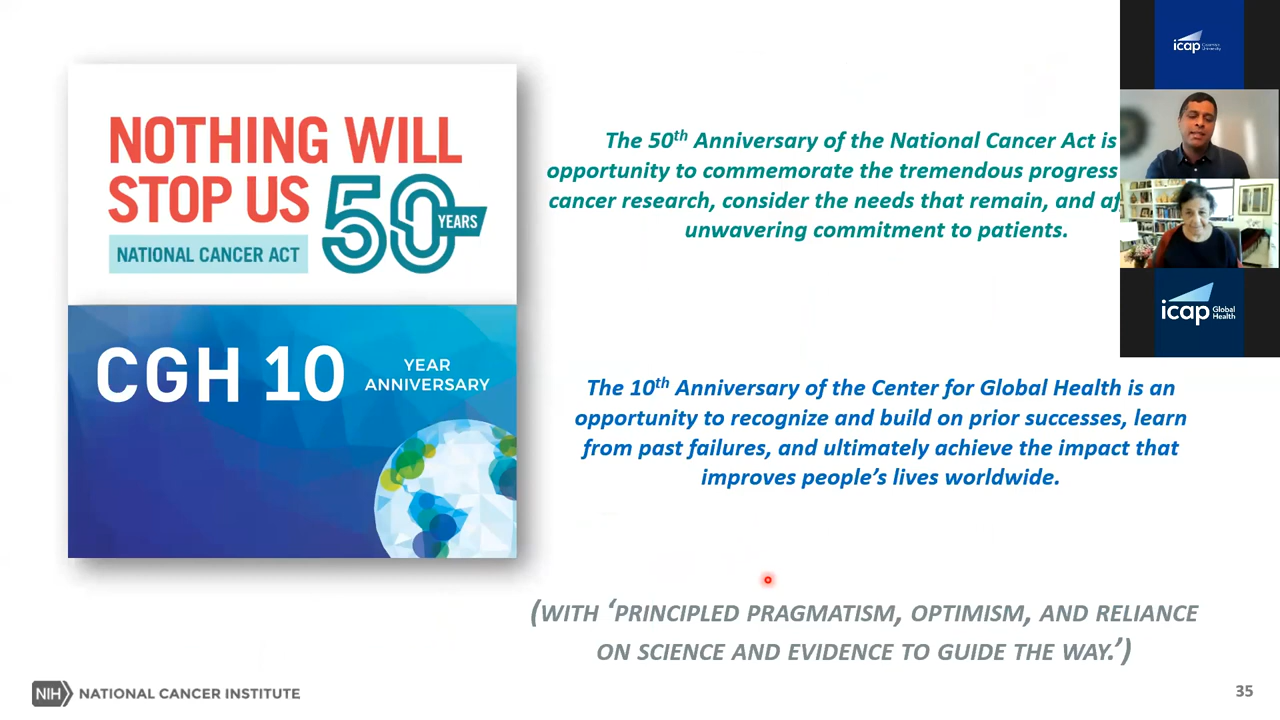 NOTHING WILL
STOP US 50 YEARS
NATIONAL CANCER ACT
CGH 10 YEAR
ANNIVERSARY
The 50th Anniversary of the National Cancer Act is
opportunity to commemorate the tremendous progress
cancer research, consider the needs that remain, and
unwavering commitment to patients.
The 10th Anniversary of the Center for Global Health is an
opportunity to recognize and build on prior successes, learn
from past failures, and ultimately achieve the impact that
improves people's lives worldwide.
(WITH ‘PRINCIPLED PRAGMATISM, OPTIMISM, AND RELIANCE
ON SCIENCE AND EVIDENCE TO GUIDE THE WAY.’)
NIH NATIONAL CANCER INSTITUTE
35
icap Columbia
University
icap Global
Health